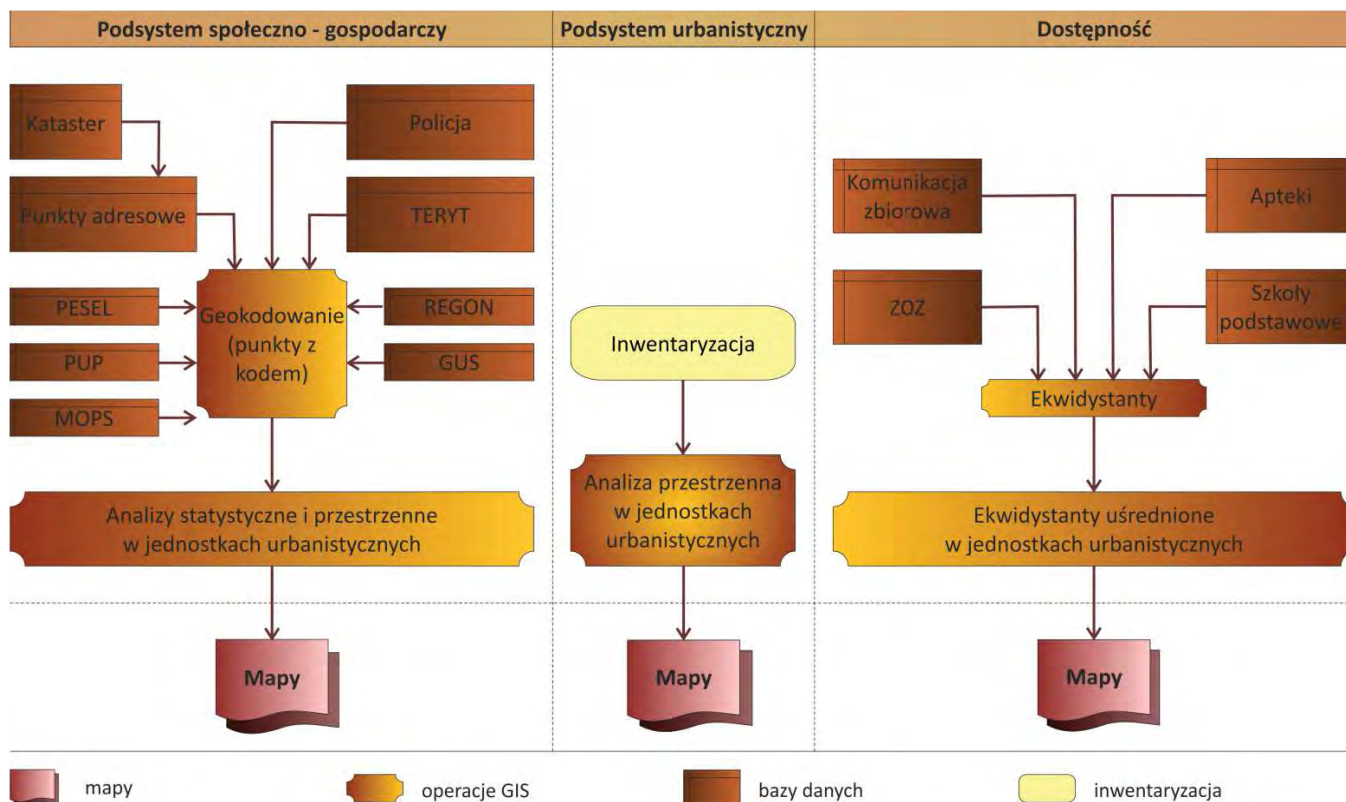 Podsystem społeczno - gospodarczy
Podsystem urbanistyczny
Dostępność
Kataster
Policja
Punkty adresowe
TERYT
PESEL
PUP
MOPS
Geokodowanie
(punkty z
kodem)
REGON
GUS
Analizy statystyczne i przestrzenne
w jednostkach urbanistycznych
Mapy
Inwentaryzacja
Analiza przestrzenna
w jednostkach
urbanistycznych
Mapy
Komunikacja
zbiorowa
Apteki
ZOZ
Szkoły
podstawowe
Ekwidystanty
Ekwidystanty uśrednione
w jednostkach urbanistycznych
Mapy
mapy
operacje GIS
bazy danych
inwentaryzacja